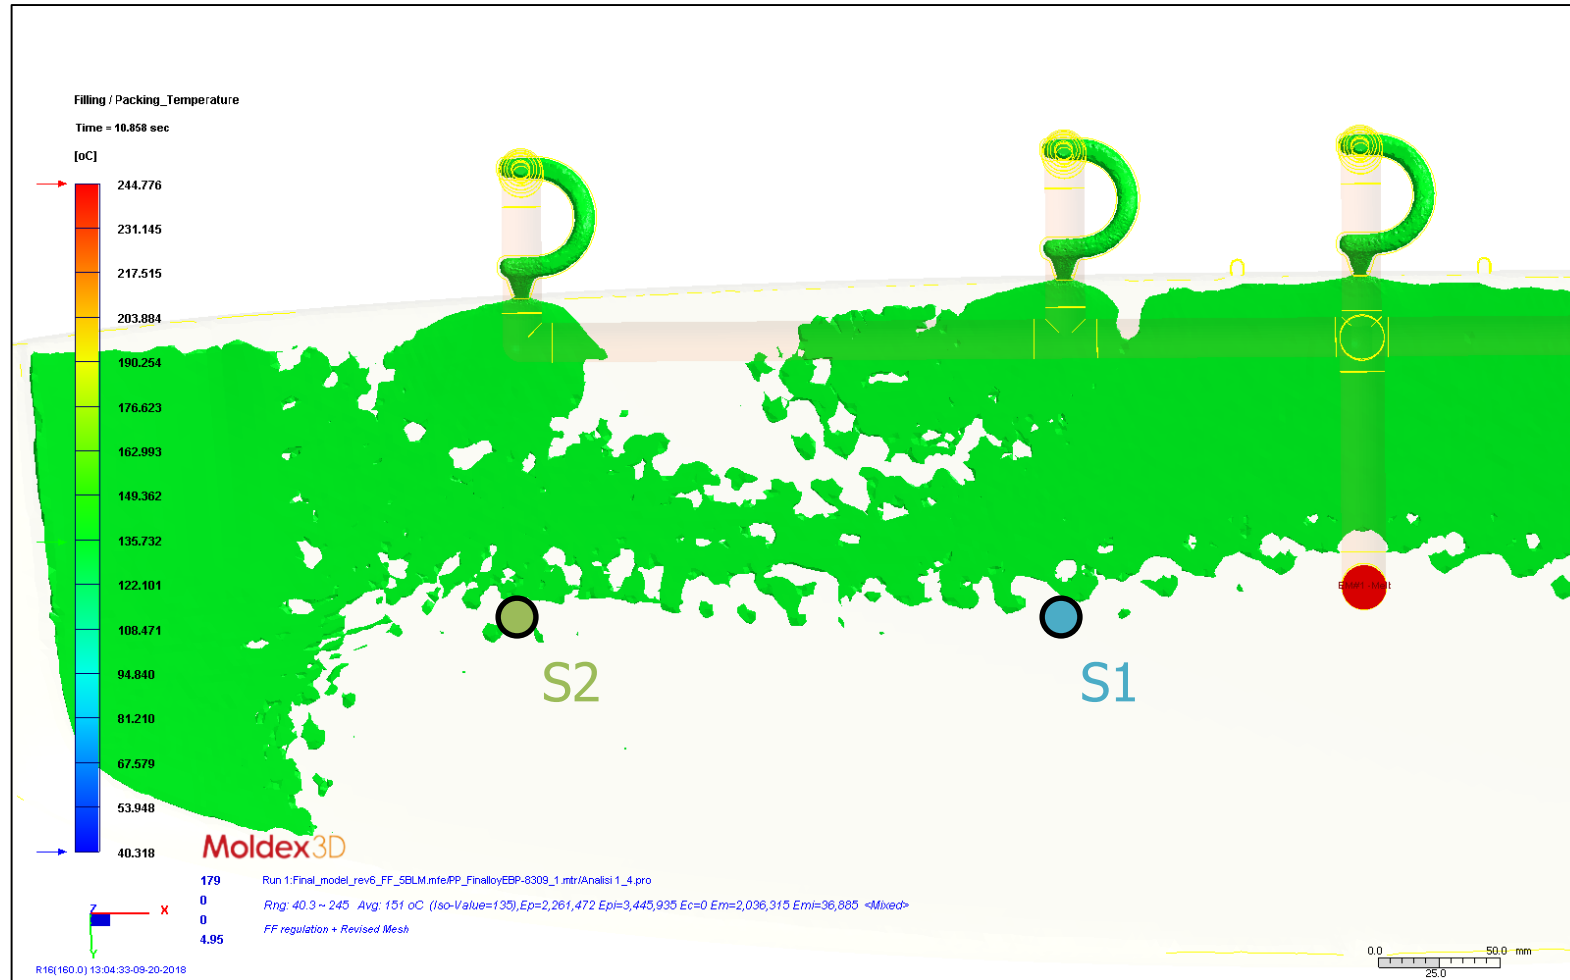 Filling / Packing_Temperature
Time = 10.858 sec
[oC]
244.776
231.145
217.515
203.884
190.254
176.623
162.993
149.362
135.732
122.101
108.471
94.840
81.210
67.579
53.948
40.318
S2
S1
Moldex3D
179
Run 1:Final_model_rev6_FF_5BLM.mfe/PP_FinalloyEBP-8309_1.mtr/Analisi 1_4.pro
0
Rng: 40.3 ~ 245 Avg: 151 oC (Iso-Value=135),Ep=2,261,472 Epi=3,445,935 Ec=0 Em=2,036,315 Emi=36,885 <Mixed>
0
FF regulation + Revised Mesh
4.95
Z
X
Y
R16(160.0) 13:04:33-09-20-2018
0.0
50.0 mm
25.0